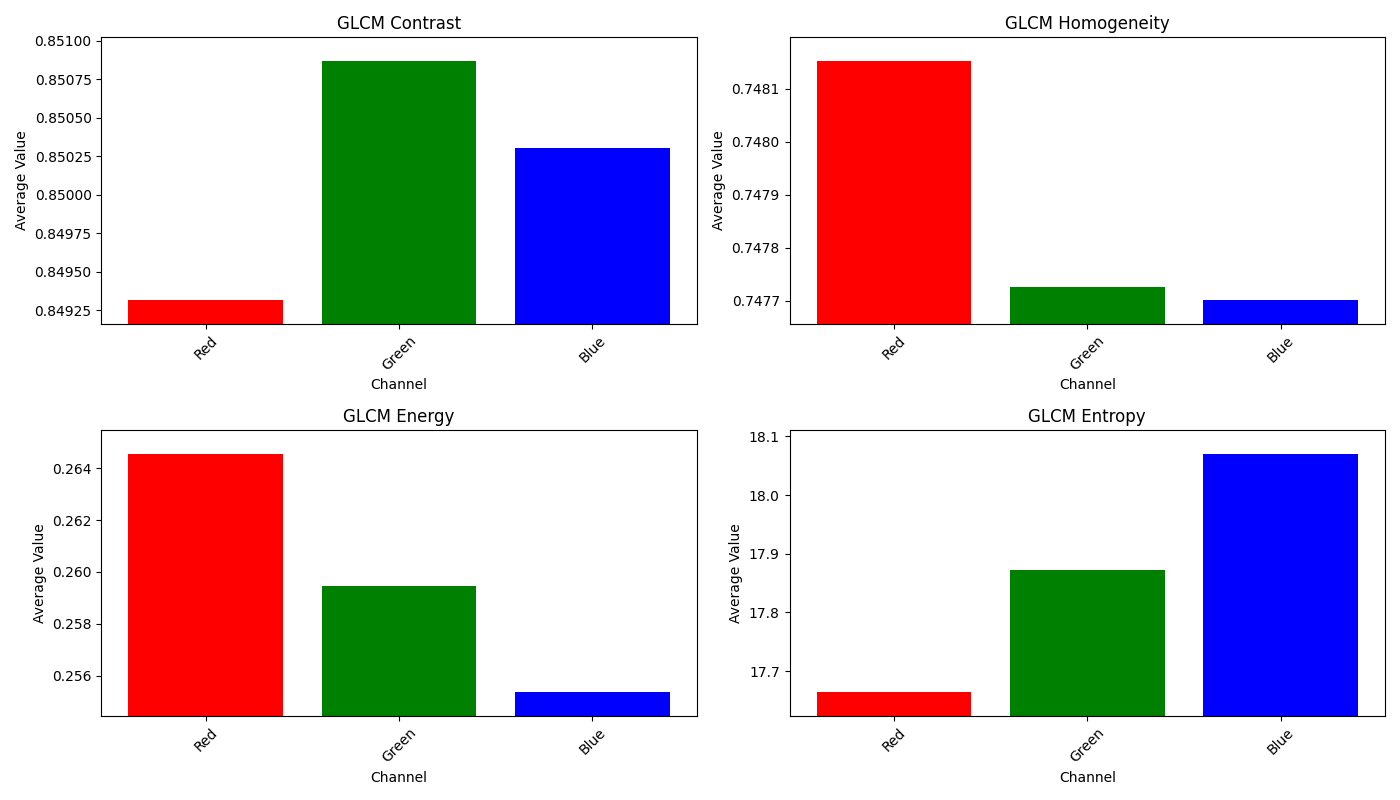 GLCM Contrast
0.85100
0.85075
0.85050
0.85025
0.85000
0.84975
0.84950
0.84925
Average Value
Red
Green
Blue
Channel
GLCM Homogeneity
0.7481
0.7480
0.7479
0.7478
0.7477
Average Value
Red
Green
Blue
Channel
GLCM Energy
0.264
0.262
0.260
0.258
0.256
Average Value
Red
Green
Blue
Channel
GLCM Entropy
18.1
18.0
17.9
17.8
17.7
Average Value
Red
Green
Blue
Channel